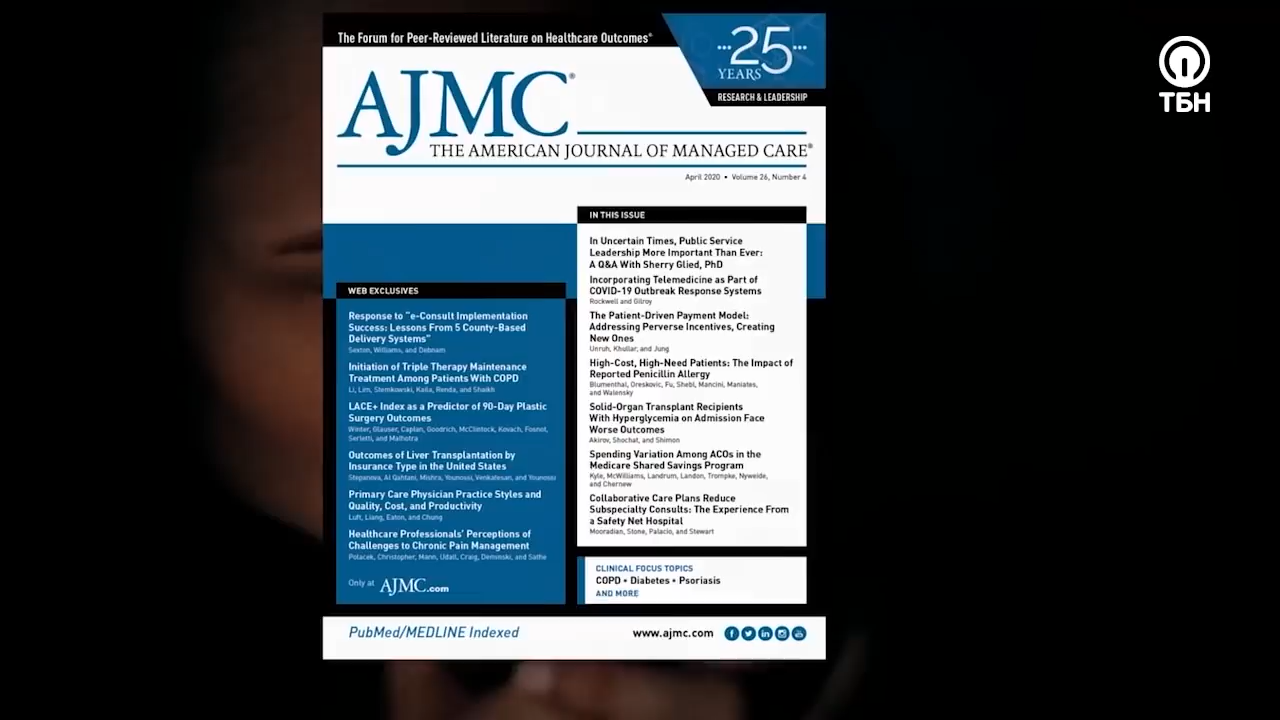 The Forum for Peer-Reviewed Literature on Healthcare Outcomes®
25
YEARS
RESEARCH & LEADERSHIP
AJMC®
THE AMERICAN JOURNAL OF MANAGED CARE®
April 2020 • Volume 26, Number 4
WEB EXCLUSIVES
Response to "e-Consult Implementation
Success: Lessons From 5 County-Based
Delivery Systems"
Sexton, Williams, and Debnam
Initiation of Triple Therapy Maintenance
Treatment Among Patients With COPD
Li, Lim, Stemkowski, Kaila, Renda, and Shaikh
LACE+ Index as a Predictor of 90-Day Plastic
Surgery Outcomes
Winter, Glauser, Caplan, Goodrich, McClintock, Kovach, Fosnot,
Serletti, and Malhotra
Outcomes of Liver Transplantation by
Insurance Type in the United States
Stepanova, Al Qahtani, Mishra, Younossi, Venkatesan, and Younossi
Primary Care Physician Practice Styles and
Quality, Cost, and Productivity
Luft, Liang, Eaton, and Chung
Healthcare Professionals' Perceptions of
Challenges to Chronic Pain Management
Potacek, Christopher, Mann, Udall, Craig, Deminski, and Sathe
Only at AJMC.com
IN THIS ISSUE
In Uncertain Times, Public Service
Leadership More Important Than Ever:
A Q&A With Sherry Glied, PhD
Incorporating Telemedicine as Part of
COVID-19 Outbreak Response Systems
Rockwell and Gilroy
The Patient-Driven Payment Model:
Addressing Perverse Incentives, Creating
New Ones
Unruh, Khullar, and Jung
High-Cost, High-Need Patients: The Impact of
Reported Penicillin Allergy
Blumenthal, Oreskovic, Fu, Shebl, Mancini, Maniates,
and Walensky
Solid-Organ Transplant Recipients
With Hyperglycemia on Admission Face
Worse Outcomes
Akirov, Shochat, and Shimon
Spending Variation Among ACOs in the
Medicare Shared Savings Program
Kyle, McWilliams, Landrum, Landon, Trompke, Nyweide,
and Chernew
Collaborative Care Plans Reduce
Subspecialty Consults: The Experience From
a Safety Net Hospital
Mooradian, Stone, Palacio, and Stewart
CLINICAL FOCUS TOPICS
COPD • Diabetes • Psoriasis
AND MORE
PubMed/MEDLINE Indexed
www.ajmc.com
ТБН